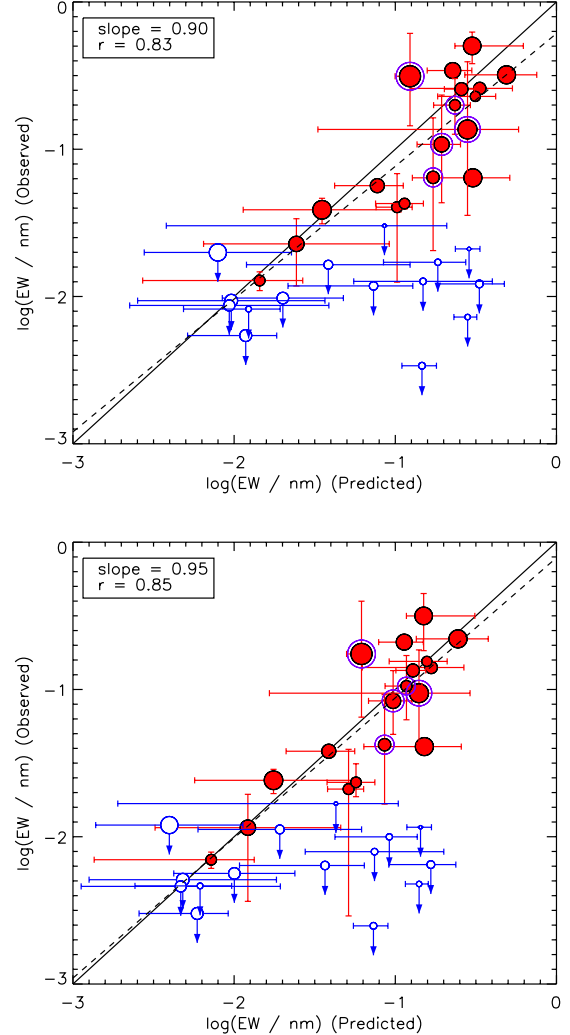 slope = 0.90
r = 0.83
0
−1
−2
−3
log(EW / nm) (Observed)
−3 −2 −1 0
log(EW / nm) (Predicted)
slope = 0.95
r = 0.85
0
−1
−2
−3
log(EW / nm) (Observed)
−3 −2 −1 0
log(EW / nm) (Predicted)